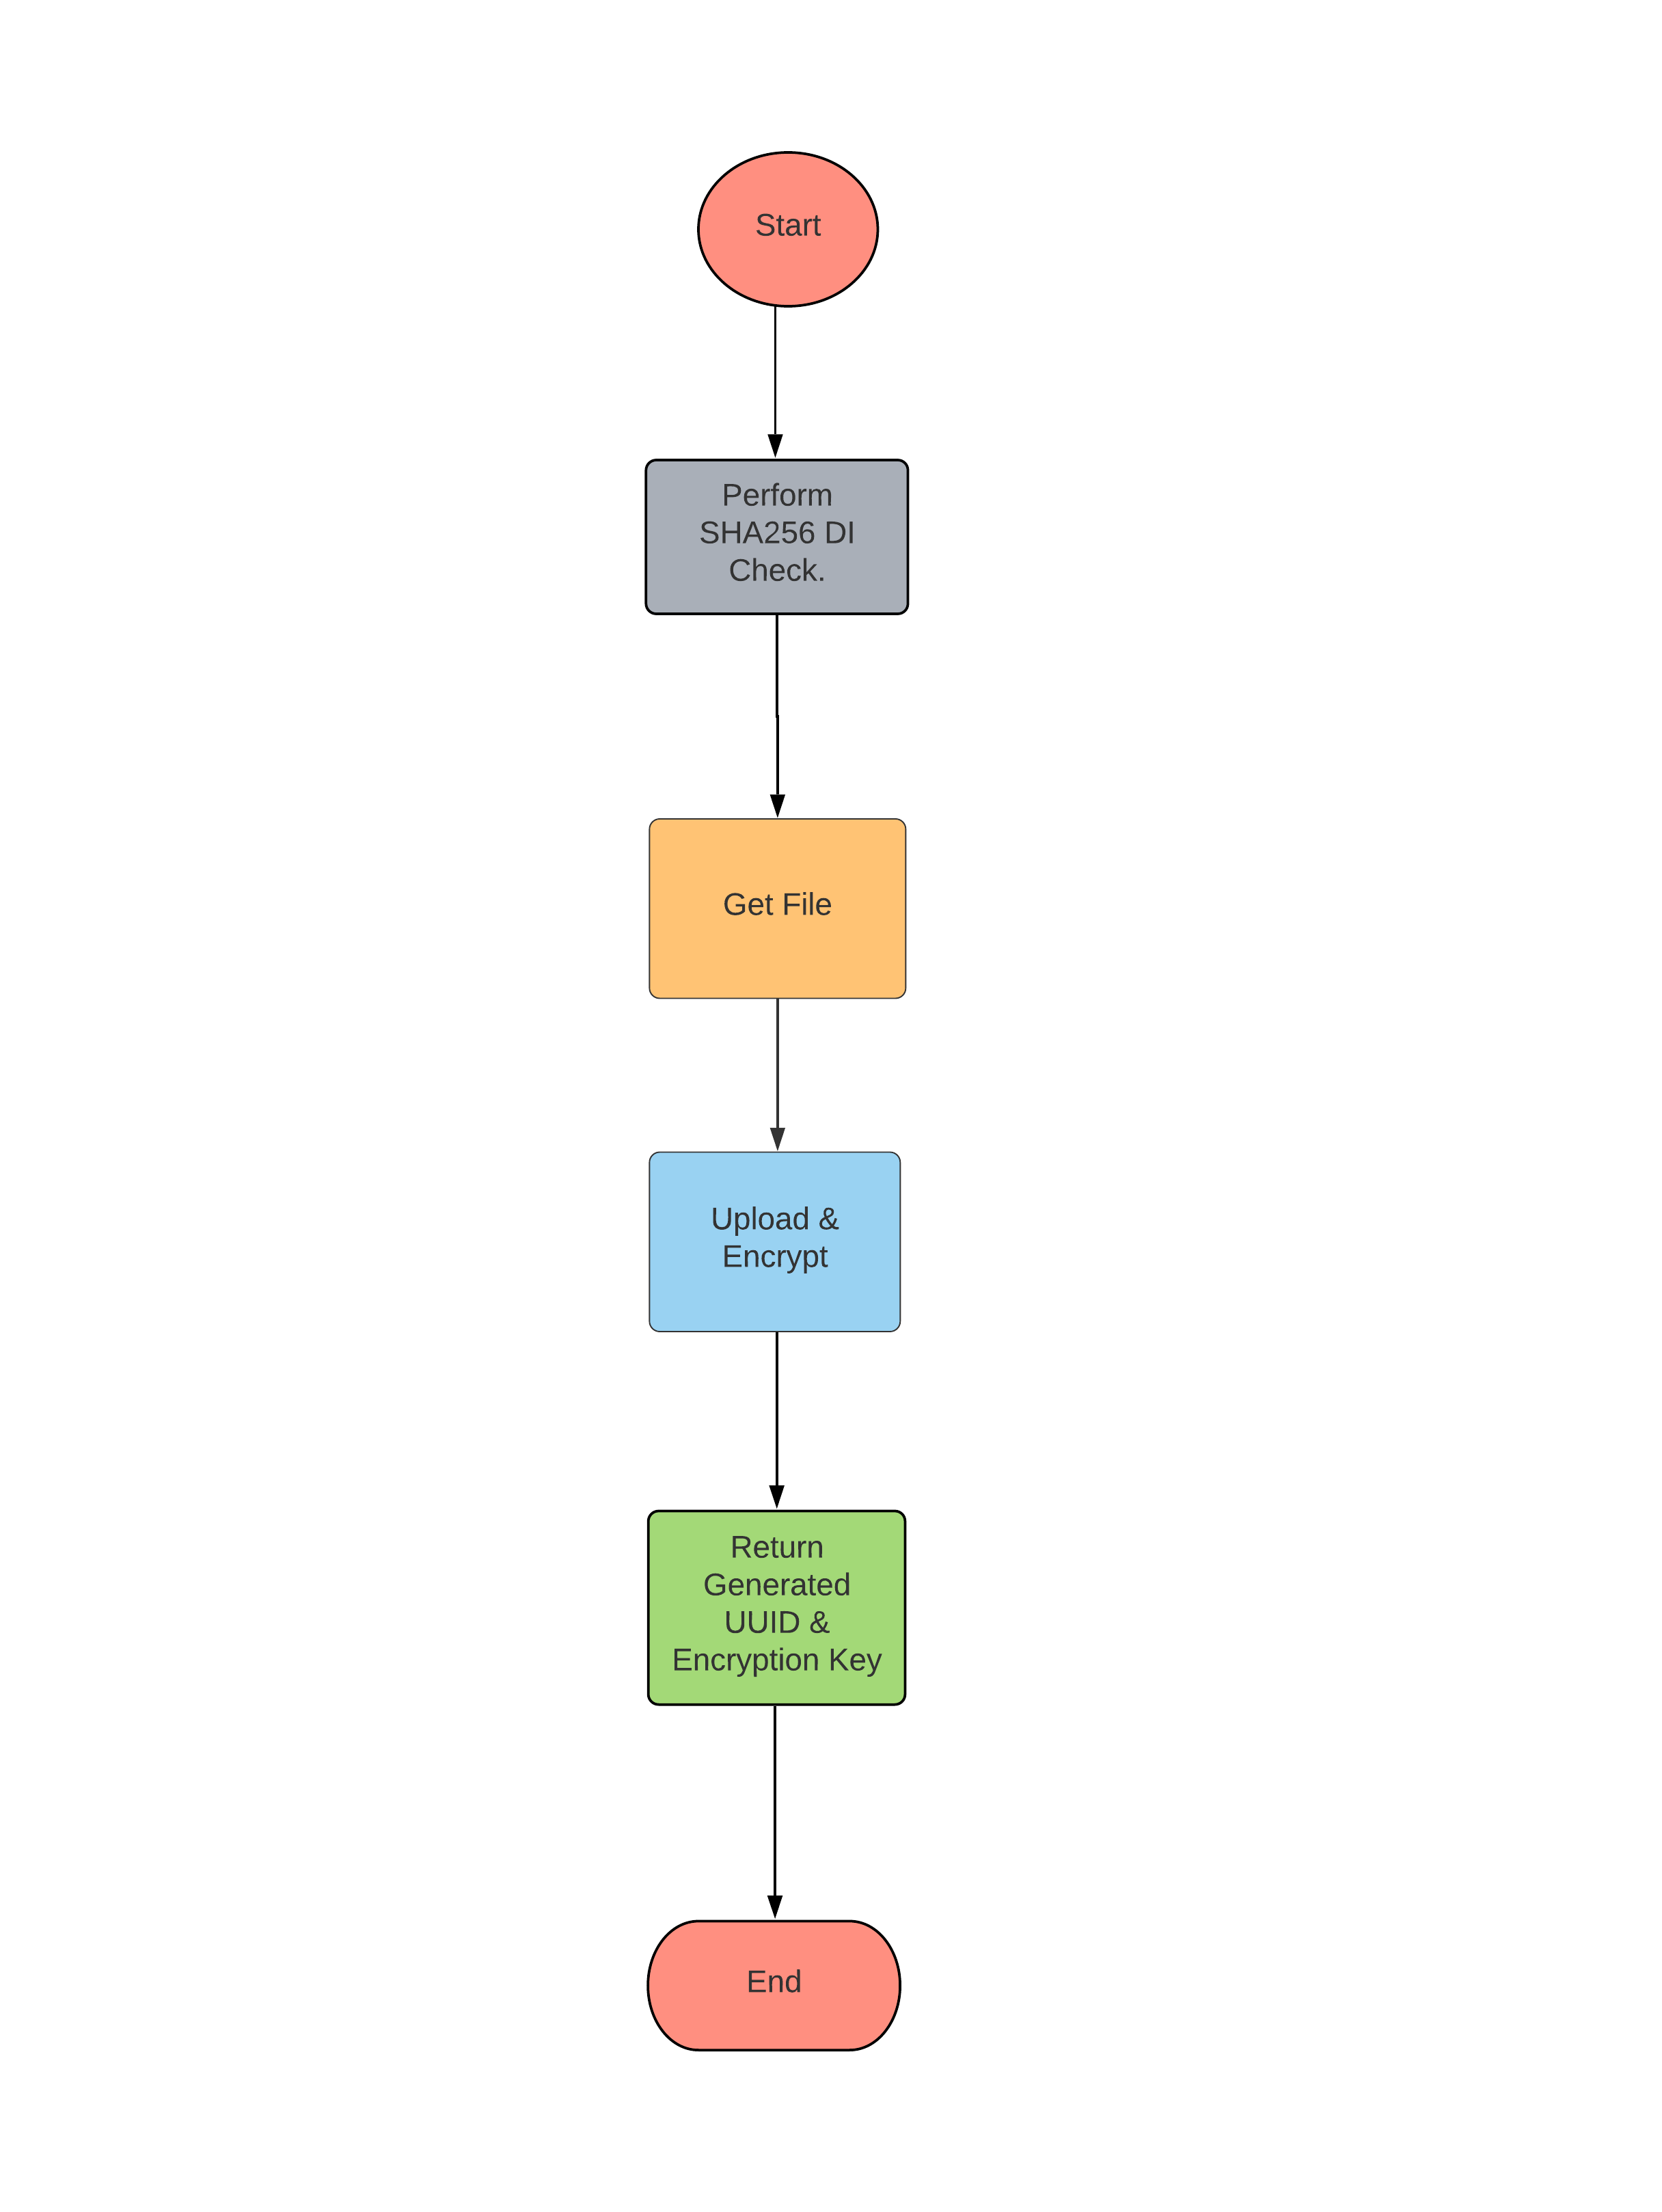 Start
Perform
SHA256 DI
Check.
Get File
Upload &
Encrypt
Return
Generated
UUID &
Encryption Key
End